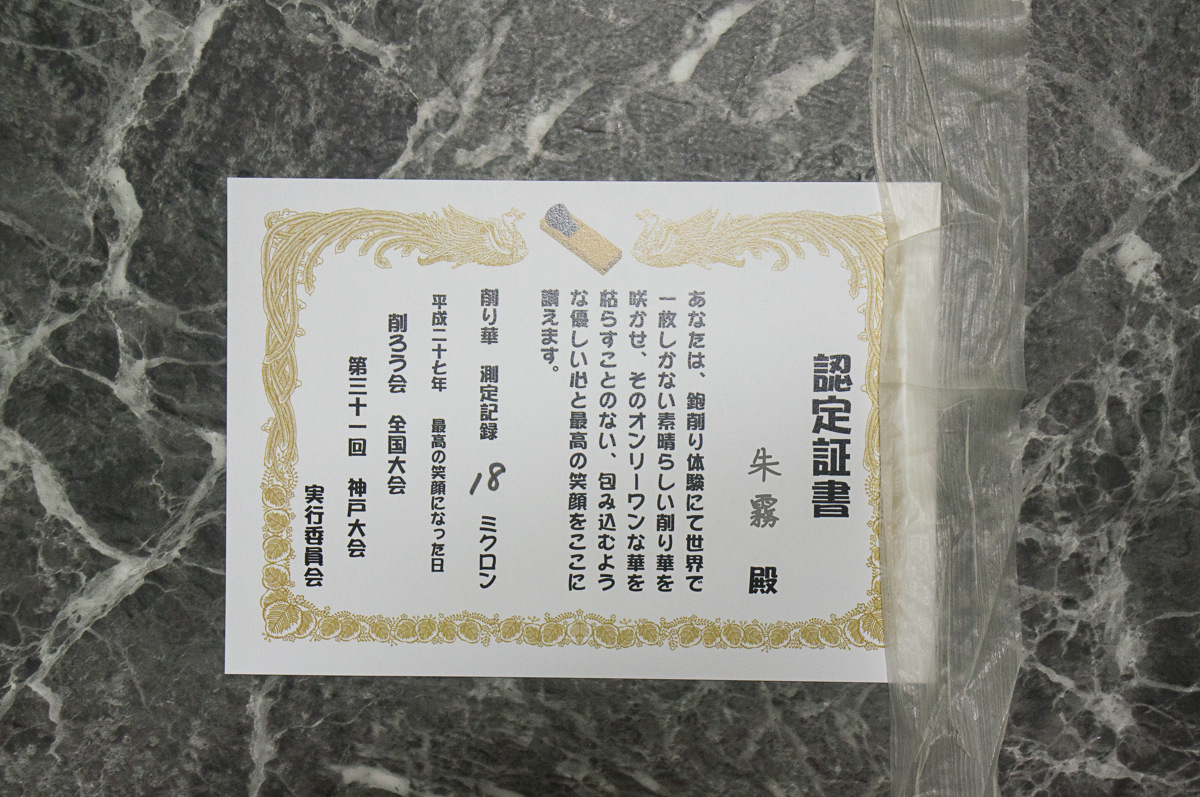 認定証書
朱霧 殿
あなたは、鉋削り体験にて世界で
一枚しかない素晴らしい削り華を
咲かせ、そのオンリーワンな華を
枯らすことのない、包み込むよう
な優しい心と最高の笑顔をここに
讃えます。
削り華 測定記録 18 ミクロン
平成二十七年 最高の笑顔になった日
削ろう会 全国大会
第三十一回 神戸大会
実行委員会